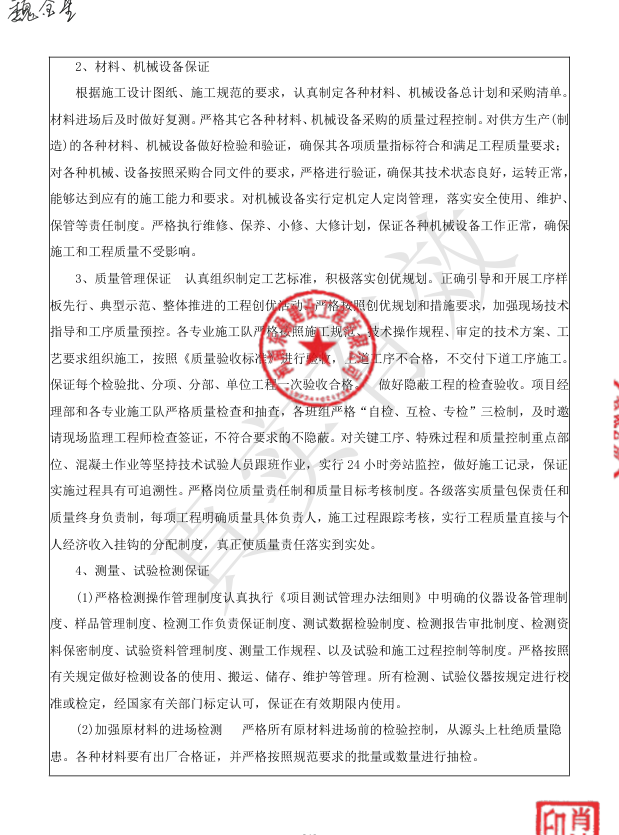 魏金星
2、材料、机械设备保证
根据施工设计图纸、施工规范的要求，认真制定各种材料、机械设备总计划和采购清单。
材料进场后及时做好复测。严格其它各种材料、机械设备采购的质量过程控制。对供方生产(制
造)的各种材料、机械设备做好检验和验证，确保其各项质量指标符合和满足工程质量要求；
对各种机械、设备按照采购合同文件的要求，严格进行验证，确保其技术状态良好，运转正常，
能够达到应有的施工能力和要求。对机械设备实行定机定人定岗管理，落实安全使用、维护、
保管等责任制度。严格执行维修、保养、小修、大修计划，保证各种机械设备工作正常，确保
施工和工程质量不受影响。
3、质量管理保证 认真组织制定工艺标准，积极落实创优规划。正确引导和开展工序样
板先行、典型示范、整体推进的工程创优活动，严格按照创优规划和措施要求，加强现场技术
指导和工序质量预控。各专业施工队严格按照施工规范、技术操作规程、审定的技术方案、工
艺要求组织施工，按照《质量验收标准》进行验收，上道工序不合格，不交付下道工序施工。
保证每个检验批、分项、分部、单位工程一次验收合格。 做好隐蔽工程的检查验收。项目经
理部和各专业施工队严格质量检查和抽查，各班组严格“自检、互检、专检”三检制，及时邀
请现场监理工程师检查签证，不符合要求的不隐蔽。对关键工序、特殊过程和质量控制重点部
位、混凝土作业等坚持技术试验人员跟班作业，实行 24 小时旁站监控，做好施工记录，保证
实施过程具有可追溯性。严格岗位质量责任制和质量目标考核制度。各级落实质量包保责任和
质量终身负责制，每项工程明确质量具体负责人，施工过程跟踪考核，实行工程质量直接与个
人经济收入挂钩的分配制度，真正使质量责任落实到实处。
4、测量、试验检测保证
(1)严格检测操作管理制度认真执行《项目测试管理办法细则》中明确的仪器设备管理制
度、样品管理制度、检测工作负责保证制度、测试数据检验制度、检测报告审批制度、检测资
料保密制度、试验资料管理制度、测量工作规程、以及试验和施工过程控制等制度。严格按照
有关规定做好检测设备的使用、搬运、储存、维护等管理。所有检测、试验仪器按规定进行校
准或检定，经国家有关部门标定认可，保证在有效期限内使用。
(2)加强原材料的进场检测 严格所有原材料进场前的检验控制，从源头上杜绝质量隐
患。各种材料要有出厂合格证，并严格按照规范要求的批量或数量进行抽检。
真实有效
肖
印